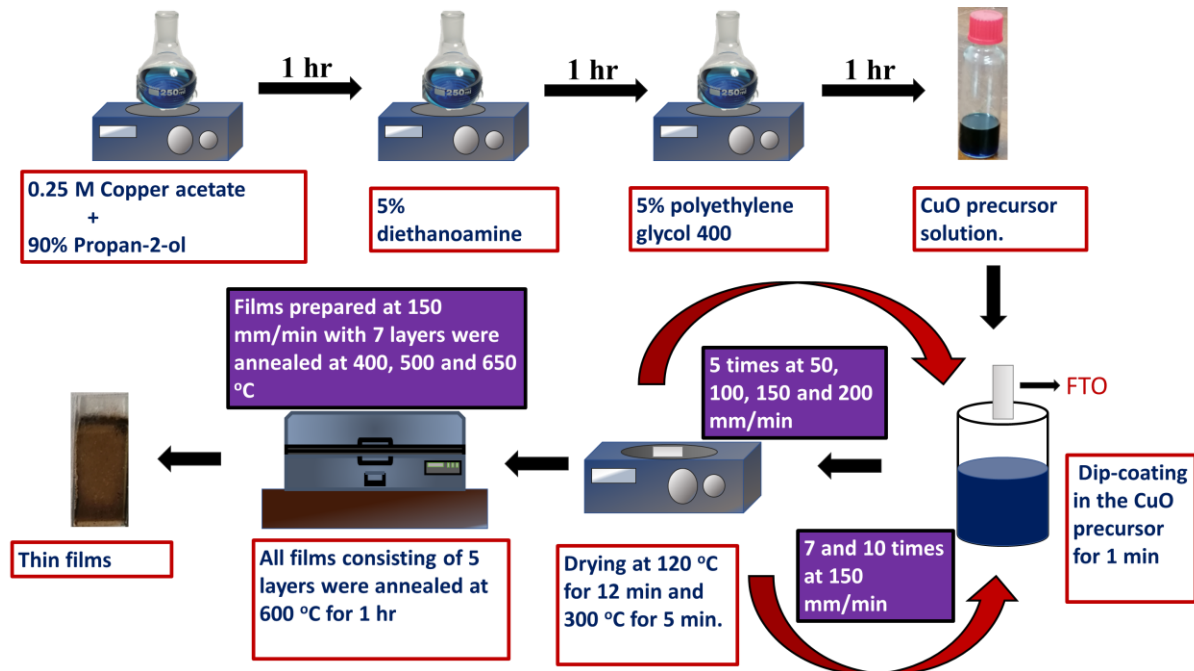 1 hr
1 hr
1 hr
250ml
250ml
250ml
0.25 M Copper acetate
+
90% Propan-2-ol
5%
diethanoamine
5% polyethylene
glycol 400
CuO precursor
solution.
Films prepared at 150
mm/min with 7 layers were
annealed at 400, 500 and 650
°C
5 times at 50,
100, 150 and 200
mm/min
FTO
Dip-coating
in the CuO
precursor
for 1 min
7 and 10 times
at 150
mm/min
Drying at 120 °C
for 12 min and
300 °C for 5 min.
All films consisting of 5
layers were annealed at
600 °C for 1 hr
Thin films